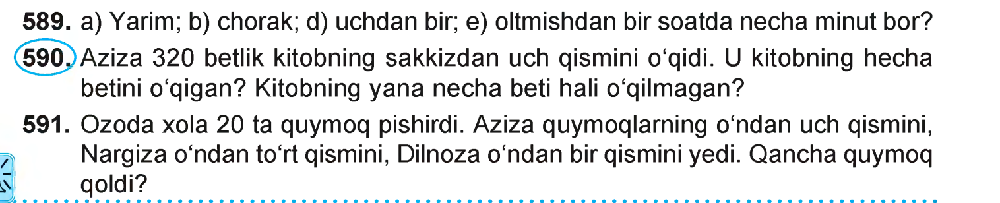 589. a) Yarim; b) chorak; d) uchdan bir; e) oltmishdan bir soatda necha minut bor?
590. Aziza 320 betlik kitobning sakkizdan uch qismini o‘qidi. U kitobning hecha
betini o‘qigan? Kitobning yana necha beti hali o‘qilmagan?
591. Ozoda xola 20 ta quymoq pishirdi. Aziza quymoqlarning o‘ndan uch qismini,
Nargiza o‘ndan to‘rt qismini, Dilnoza o‘ndan bir qismini yedi. Qancha quymoq
qoldi?